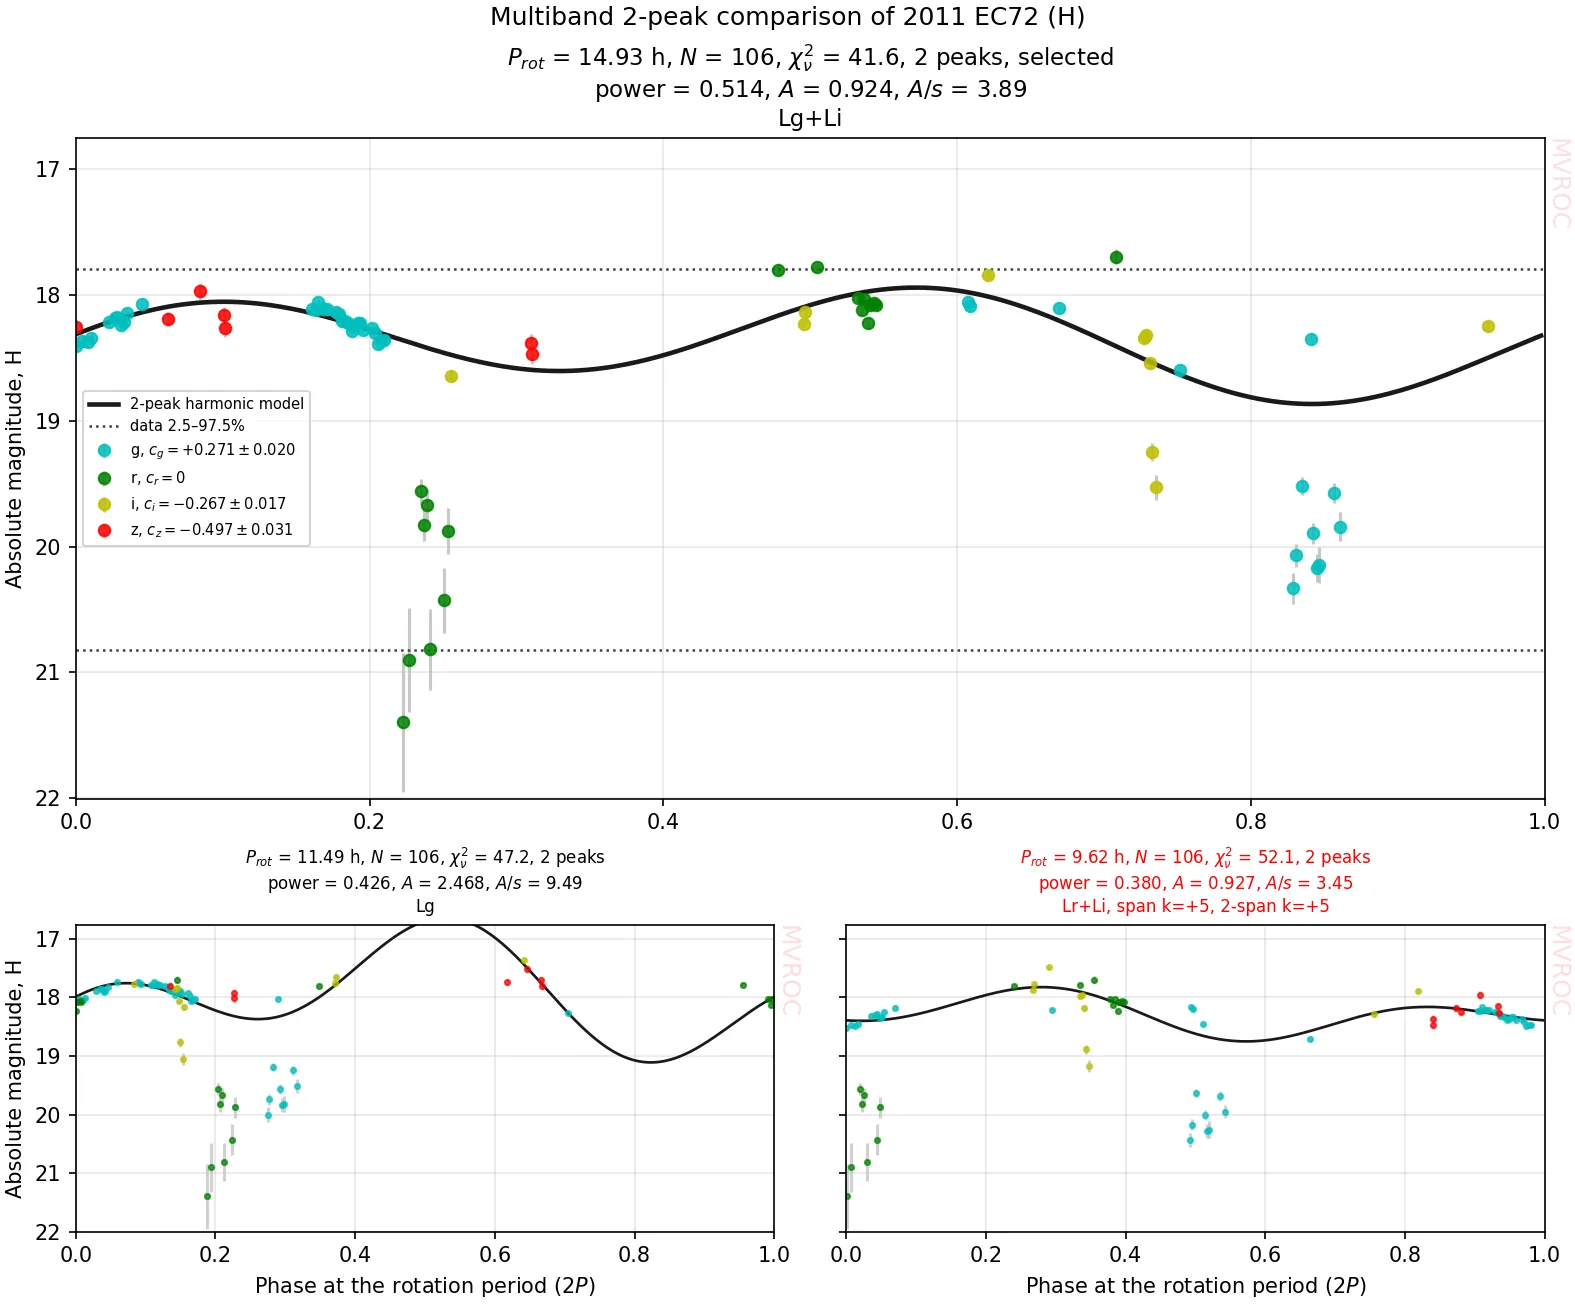 Multiband 2-peak comparison of 2011 EC72 (H)
P_rot = 14.93 h, N = 106, χ²_ν = 41.6, 2 peaks, selected
power = 0.514, A = 0.924, A/s = 3.89
Lg+Li
MVROC
Absolute magnitude, H
17
18
19
20
21
22
2-peak harmonic model
data 2.5–97.5%
g, c_g = +0.271 ± 0.020
r, c_r = 0
i, c_i = −0.267 ± 0.017
z, c_z = −0.497 ± 0.031
0.0 0.2 0.4 0.6 0.8 1.0
P_rot = 11.49 h, N = 106, χ²_ν = 47.2, 2 peaks
power = 0.426, A = 2.468, A/s = 9.49
Lg
MVROC
Absolute magnitude, H
17
18
19
20
21
22
0.0 0.2 0.4 0.6 0.8 1.0
Phase at the rotation period (2P)
P_rot = 9.62 h, N = 106, χ²_ν = 52.1, 2 peaks
power = 0.380, A = 0.927, A/s = 3.45
Lr+Li, span k=+5, 2-span k=+5
MVROC
0.0 0.2 0.4 0.6 0.8 1.0
Phase at the rotation period (2P)